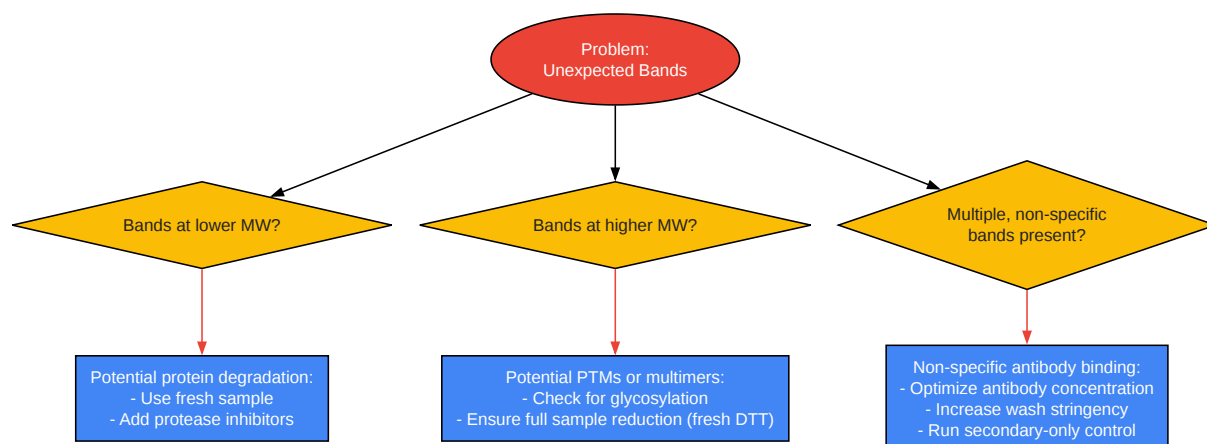 Problem:
Unexpected Bands
Bands at lower MW?
Bands at higher MW?
Multiple, non-specific
bands present?
Potential protein degradation:
- Use fresh sample
- Add protease inhibitors
Potential PTMs or multimers:
- Check for glycosylation
- Ensure full sample reduction (fresh DTT)
Non-specific antibody binding:
- Optimize antibody concentration
- Increase wash stringency
- Run secondary-only control